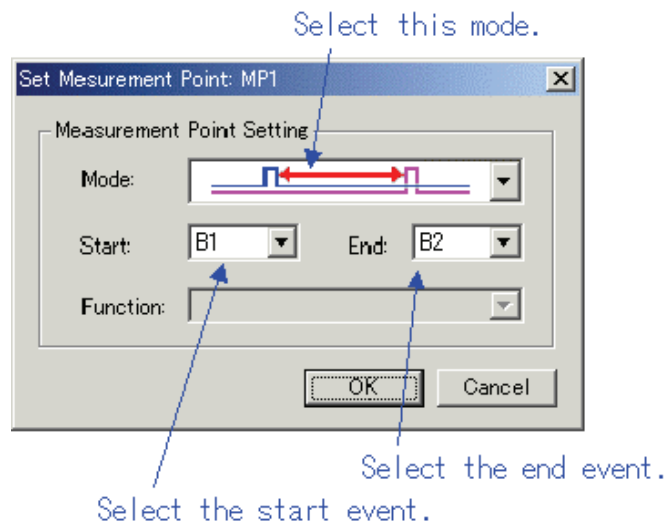 Select this mode.
Set Mesurement Point: MP1
Measurement Point Setting
Mode:
Start: B1 End: B2
Function:
OK Cancel
Select the end event.
Select the start event.